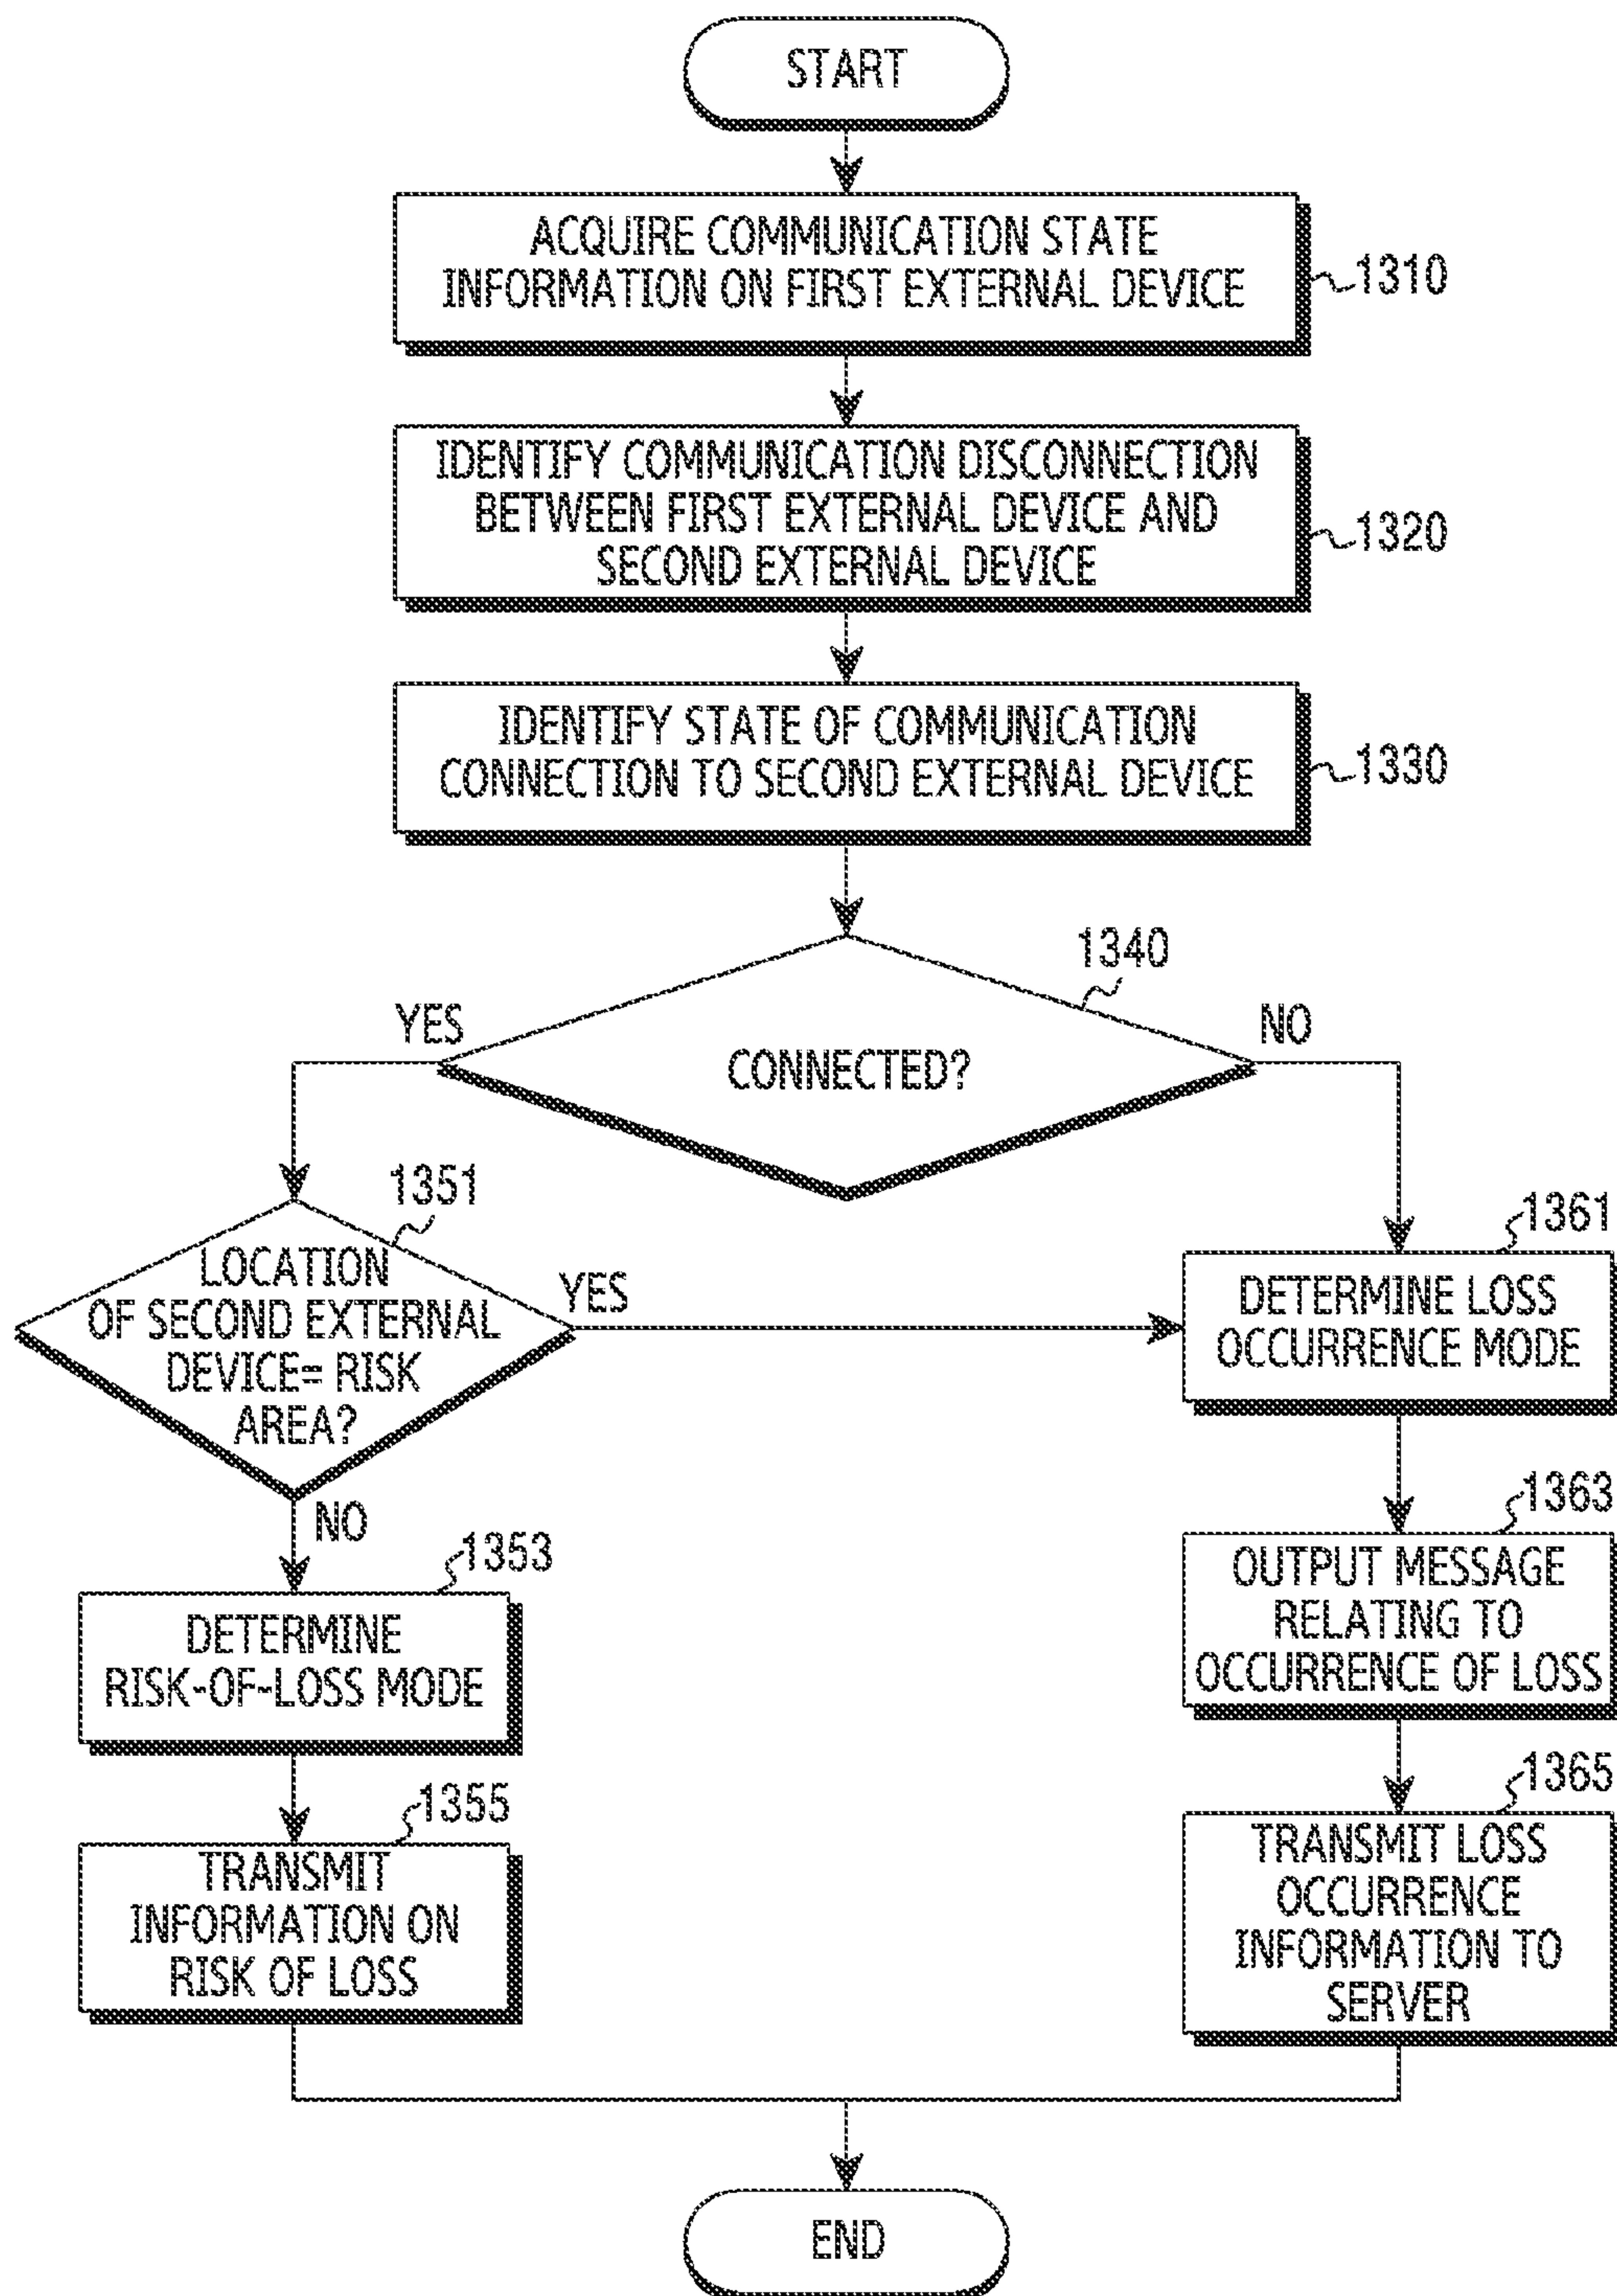 START
ACQUIRE COMMUNICATION STATE
INFORMATION ON FIRST EXTERNAL DEVICE
1310
IDENTIFY COMMUNICATION DISCONNECTION
BETWEEN FIRST EXTERNAL DEVICE AND
SECOND EXTERNAL DEVICE
1320
IDENTIFY STATE OF COMMUNICATION
CONNECTION TO SECOND EXTERNAL DEVICE
1330
1340
YES
NO
CONNECTED?
1351
LOCATION
OF SECOND EXTERNAL
DEVICE= RISK
AREA?
YES
NO
1353
DETERMINE
RISK-OF-LOSS MODE
1355
TRANSMIT
INFORMATION ON
RISK OF LOSS
1361
DETERMINE LOSS
OCCURRENCE MODE
1363
OUTPUT MESSAGE
RELATING TO
OCCURRENCE OF LOSS
1365
TRANSMIT LOSS
OCCURRENCE
INFORMATION TO
SERVER
END